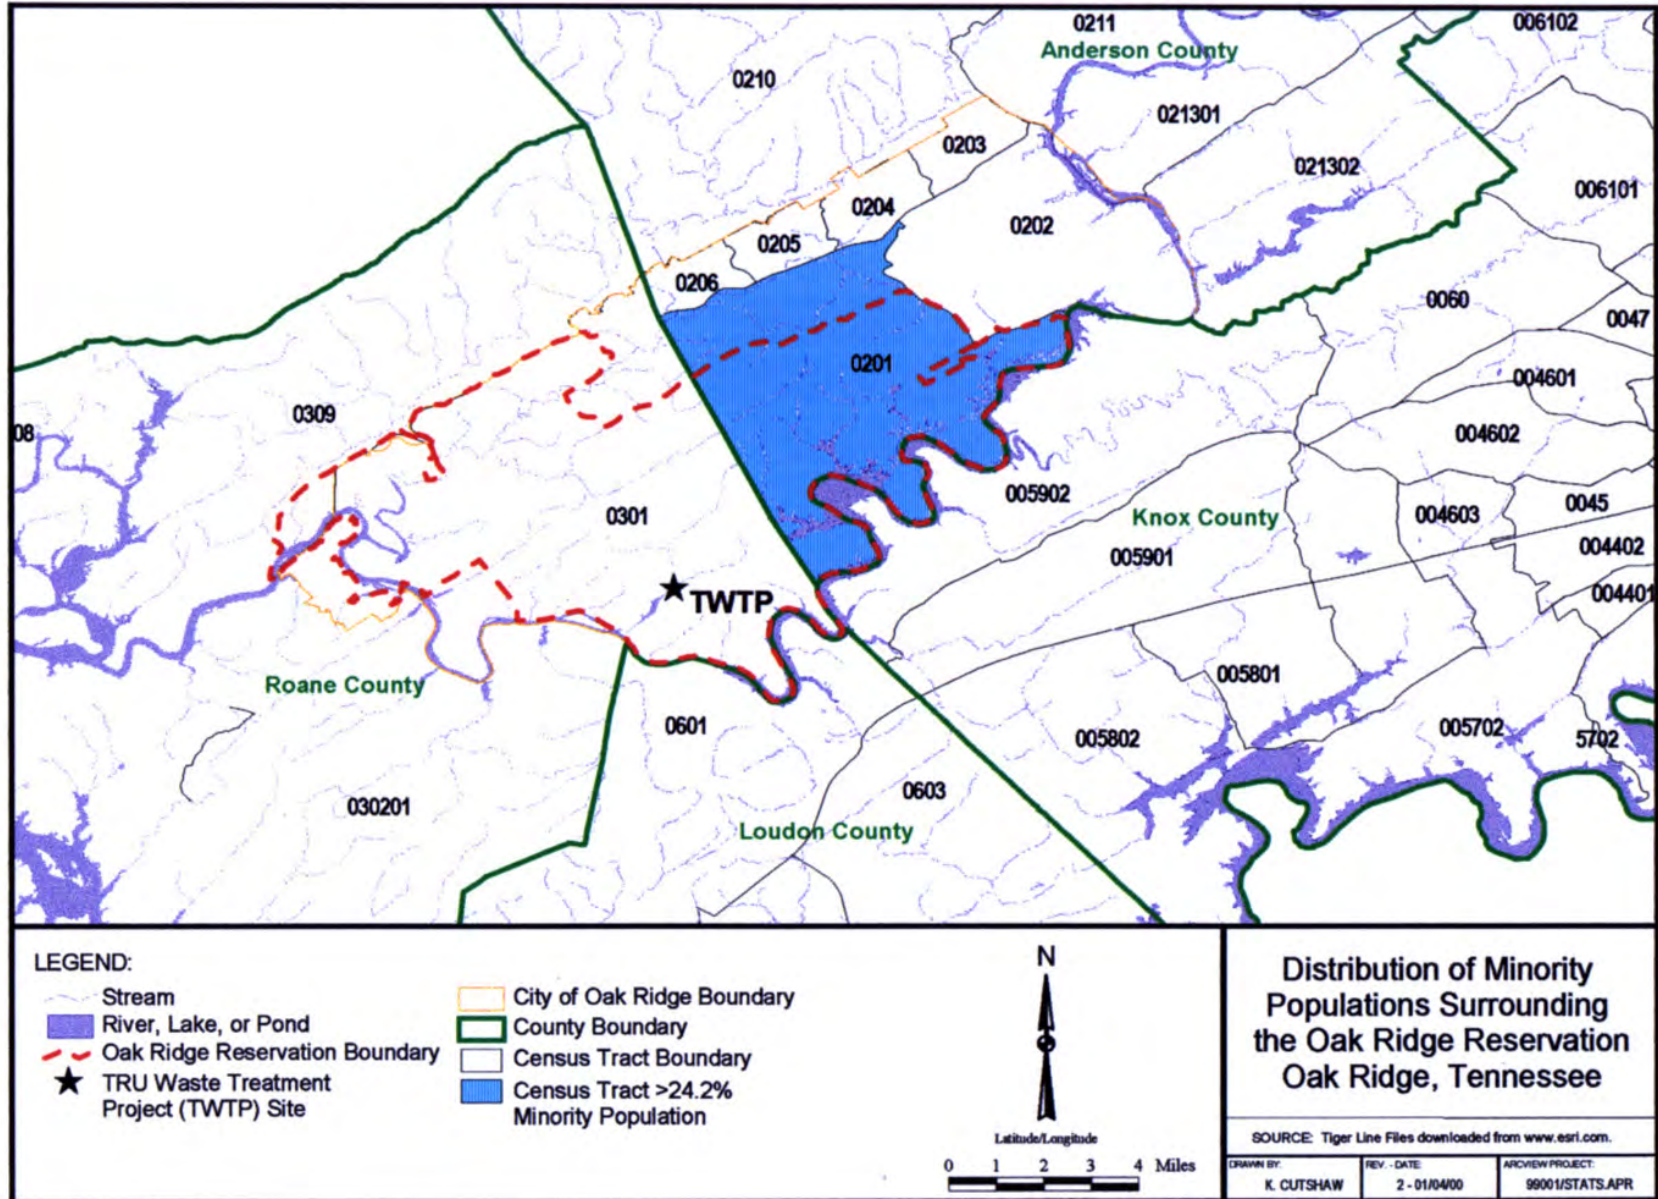 0211
006102
Anderson County
0210
021301
0203
021302
006101
0204
0202
0205
0206
0060
0047
0201
004601
0309
08
004602
005902
0301
Knox County
004603
0045
005901
004402
004401
TWTP
005801
Roane County
0601
005802
005702
5702
0603
030201
Loudon County
LEGEND:
Stream
River, Lake, or Pond
Oak Ridge Reservation Boundary
TRU Waste Treatment
Project (TWTP) Site
City of Oak Ridge Boundary
County Boundary
Census Tract Boundary
Census Tract >24.2%
Minority Population
N
Latitude/Longitude
0 1 2 3 4 Miles
Distribution of Minority
Populations Surrounding
the Oak Ridge Reservation
Oak Ridge, Tennessee
SOURCE: Tiger Line Files downloaded from www.esri.com.
DRAWN BY:
K. CUTSHAW
REV. - DATE:
2 - 01/04/00
ARCVIEW PROJECT:
99001/STATS.APR